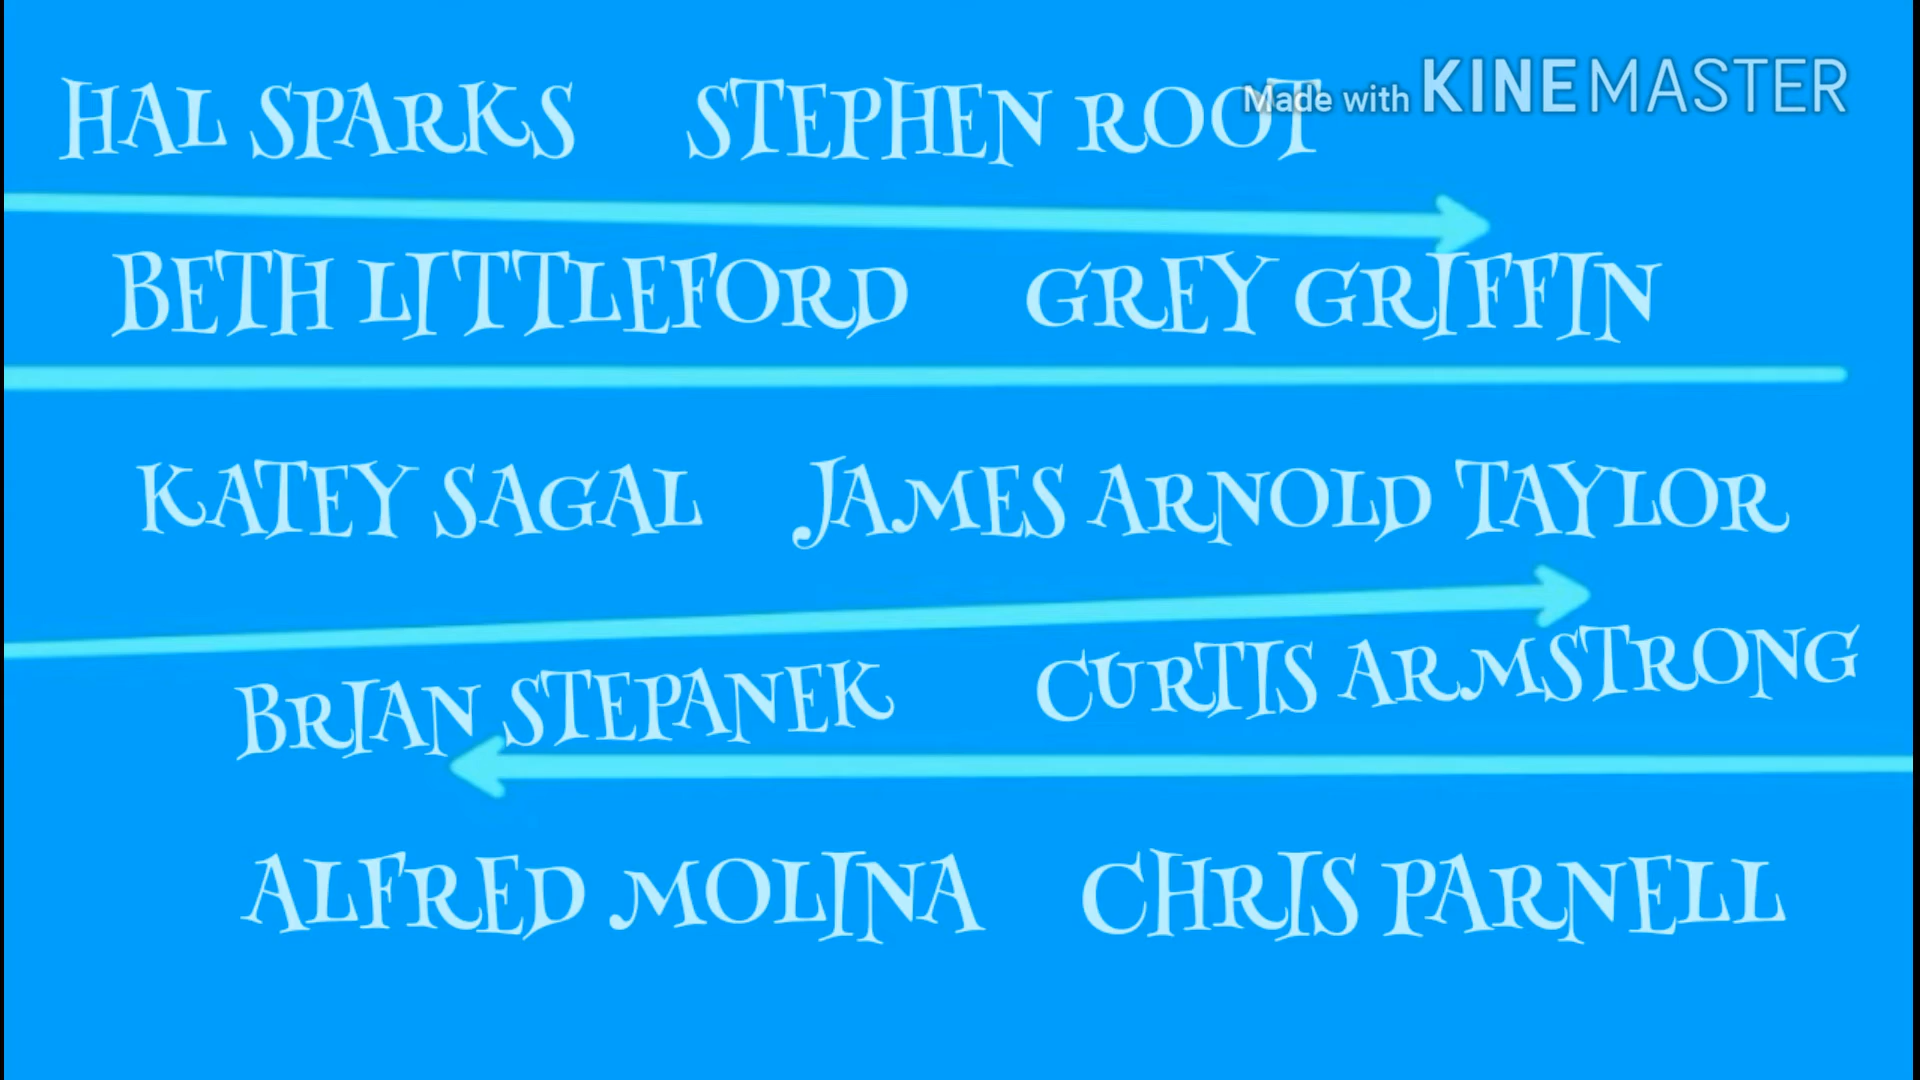 HAL SPARKS STEPHEN ROOT
Made with KINEMASTER
BETH LITTLEFORD GREY GRIFFIN
KATEY SAGAL JAMES ARNOLD TAYLOR
BRIAN STEPANEK CURTIS ARMSTRONG
ALFRED MOLINA CHRIS PARNELL